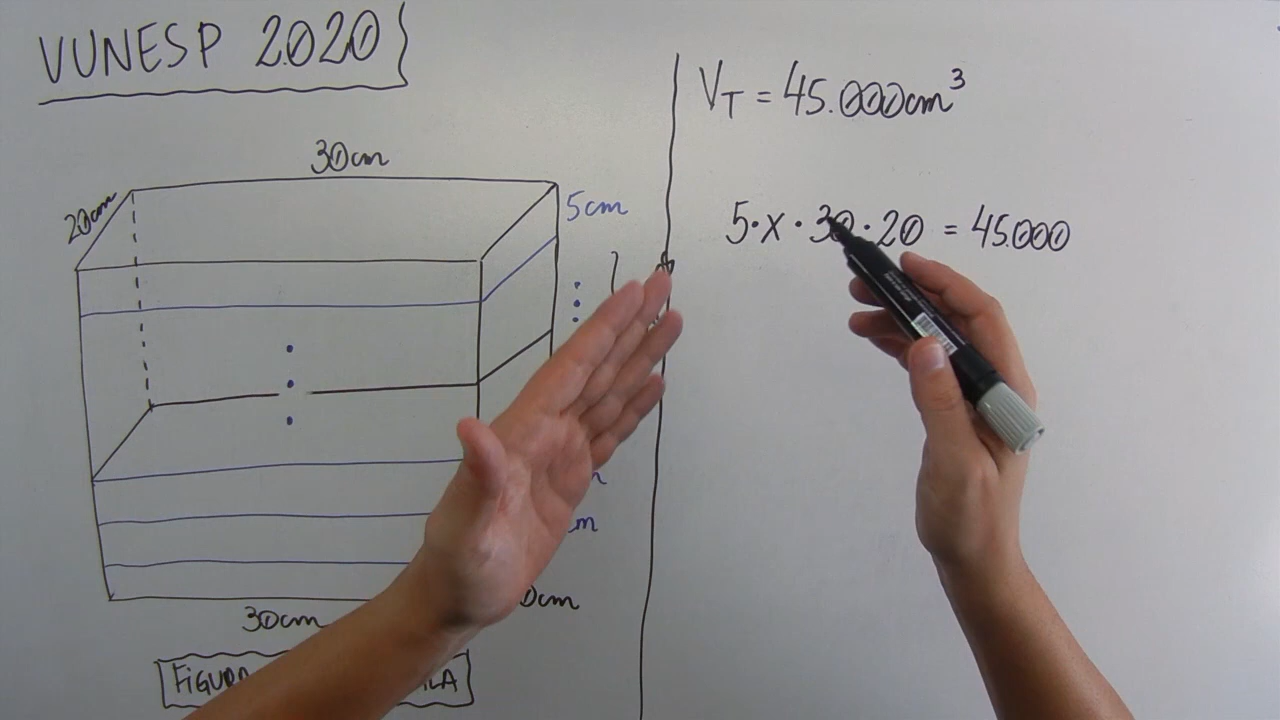 VUNESP 2020
30cm
20cm
5cm
30cm
V_T = 45.000cm³
5·x·30·20 = 45.000